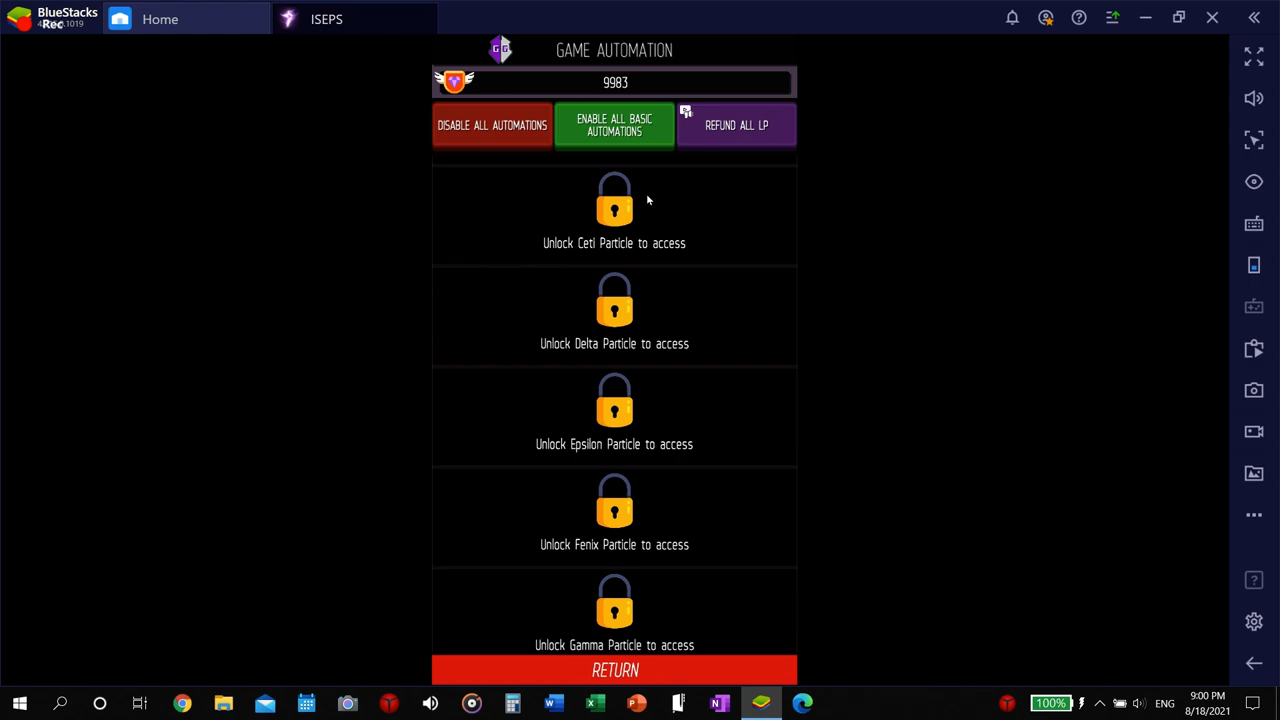 BlueStacks
Rec
Home
ISEPS
GAME AUTOMATION
9983
DISABLE ALL AUTOMATIONS
ENABLE ALL BASIC
AUTOMATIONS
REFUND ALL LP
Unlock Ceti Particle to access
Unlock Delta Particle to access
Unlock Epsilon Particle to access
Unlock Fenix Particle to access
Unlock Gamma Particle to access
RETURN
100%
ENG
9:00 PM
8/18/2021